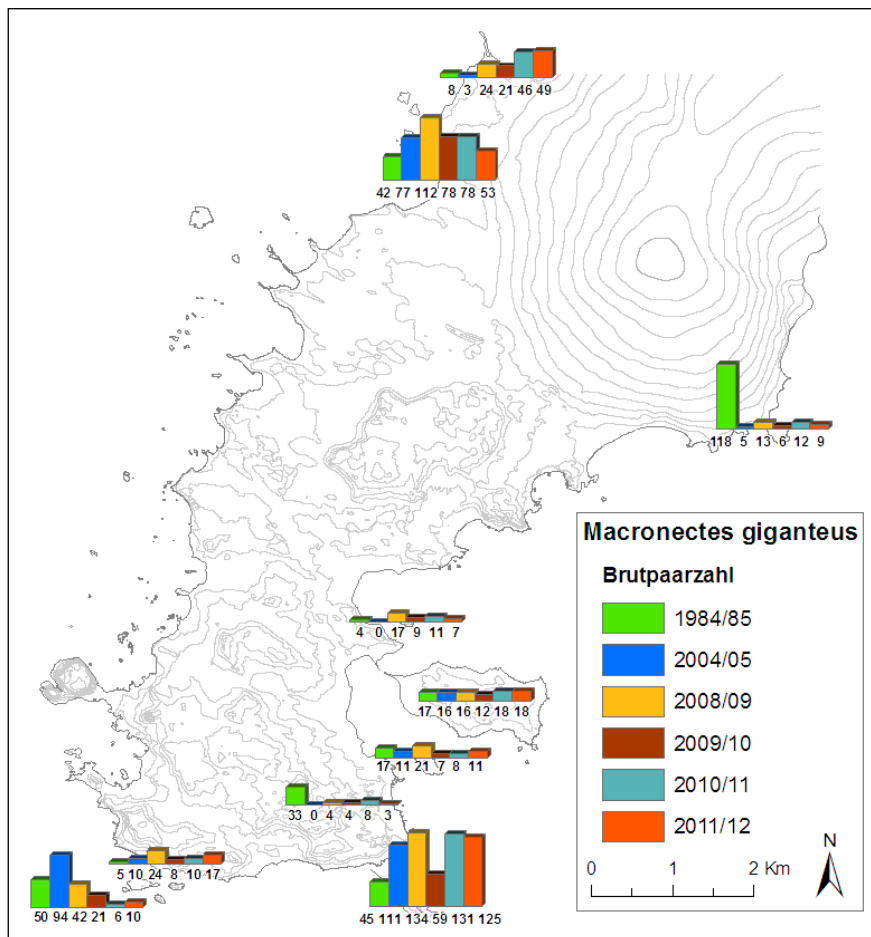 8 3 24 21 46 49
42 77 112 78 78 53
118 5 13 6 12 9
Macronectes giganteus
Brutpaarzahl
1984/85
2004/05
2008/09
2009/10
2010/11
2011/12
4 0 17 9 11 7
17 16 16 12 18 18
17 11 21 7 8 11
33 0 4 4 8 3
5 10 24 8 10 17
50 94 42 21 6 10
45 111 134 59 131 125
N
0 1 2 Km